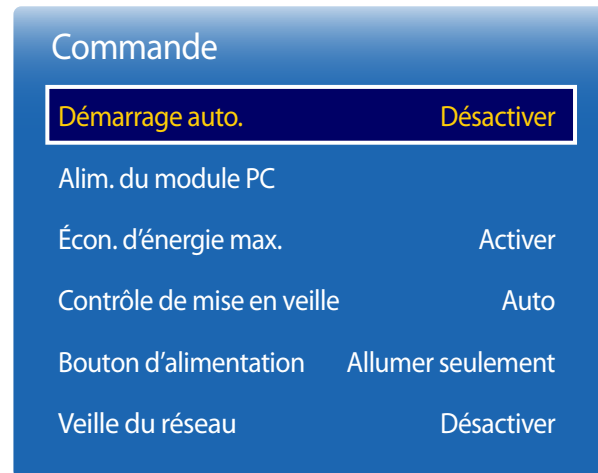 Commande
Démarrage auto. Désactiver
Alim. du module PC
Écon. d’énergie max. Activer
Contrôle de mise en veille Auto
Bouton d’alimentation Allumer seulement
Veille du réseau Désactiver